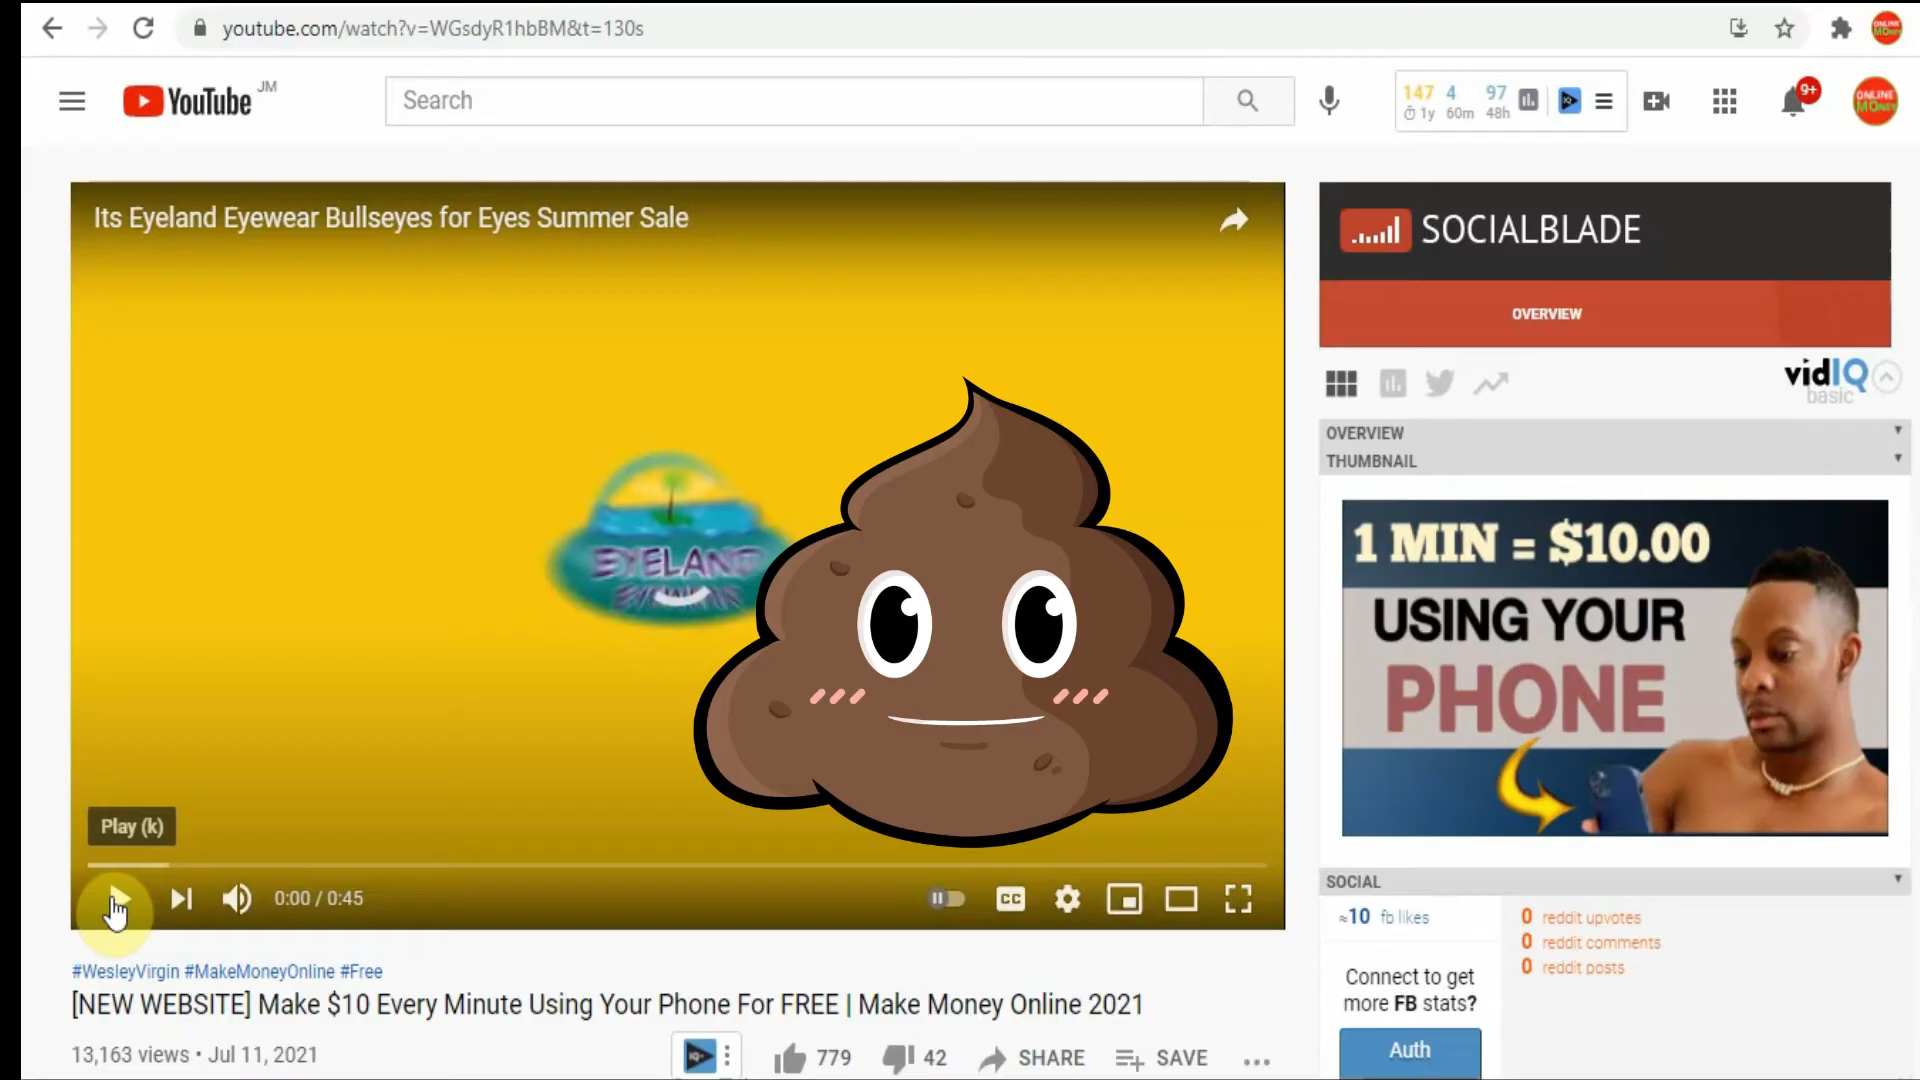 youtube.com/watch?v=WGsdyR1hbBM&t=130s
ONLINE
MOney
YouTube JM
Search
147 4 97
1y 60m 48h
9+
ONLINE
MOney
Its Eyeland Eyewear Bullseyes for Eyes Summer Sale
EYELAND
Play (k)
0:00 / 0:45
CC
#WesleyVirgin #MakeMoneyOnline #Free
[NEW WEBSITE] Make $10 Every Minute Using Your Phone For FREE | Make Money Online 2021
13,163 views • Jul 11, 2021
779 42 SHARE SAVE
SOCIALBLADE
OVERVIEW
vidIQ
basic
OVERVIEW
THUMBNAIL
1 MIN = $10.00
USING YOUR
PHONE
SOCIAL
≈10 fb likes
0 reddit upvotes
0 reddit comments
0 reddit posts
Connect to get
more FB stats?
Auth